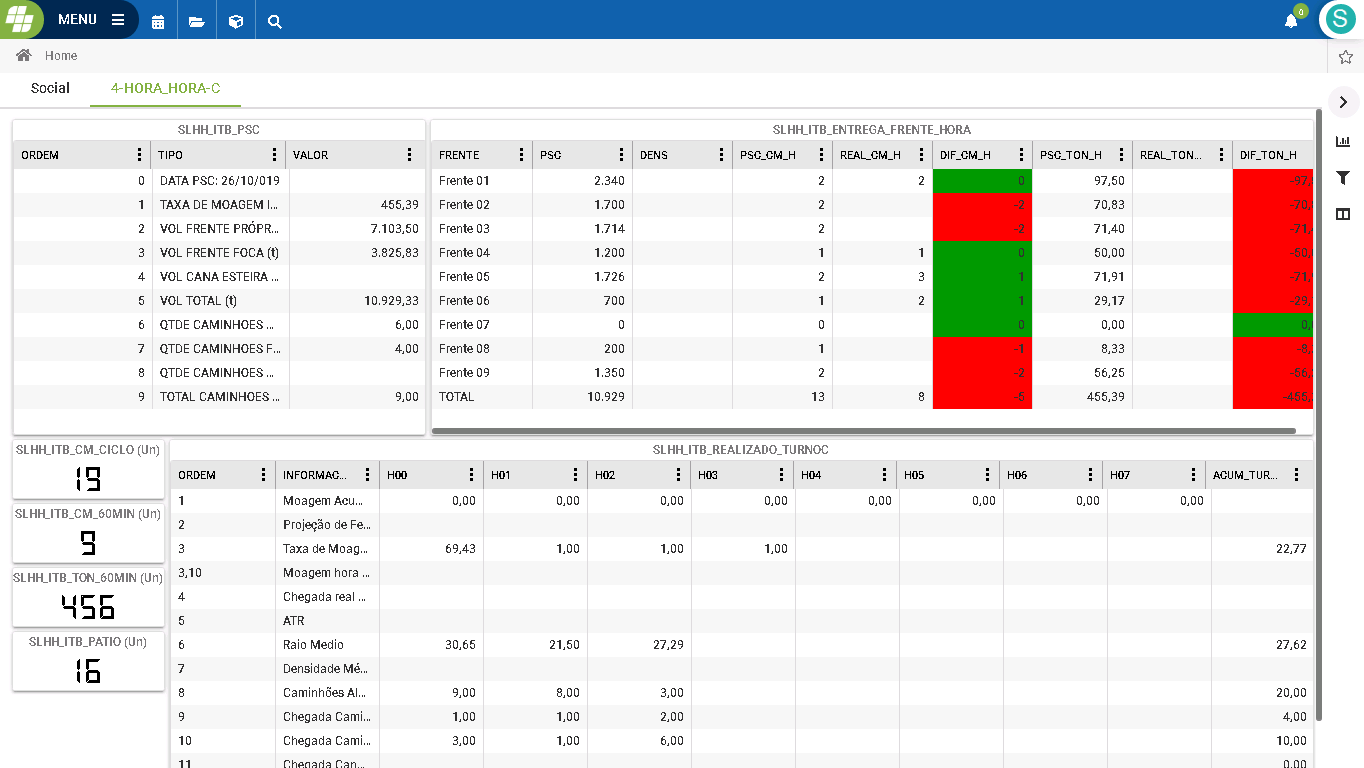 MENU
0
S
Home
Social 4-HORA_HORA-C
SLHH_ITB_PSC
ORDEM TIPO VALOR
0 DATA PSC: 26/10/019
1 TAXA DE MOAGEM I... 455,39
2 VOL FRENTE PRÓPR... 7.103,50
3 VOL FRENTE FOCA (t) 3.825,83
4 VOL CANA ESTEIRA ...
5 VOL TOTAL (t) 10.929,33
6 QTDE CAMINHOES ... 6,00
7 QTDE CAMINHOES F... 4,00
8 QTDE CAMINHOES ...
9 TOTAL CAMINHOES ... 9,00
SLHH_ITB_ENTREGA_FRENTE_HORA
FRENTE PSC DENS PSC_CM_H REAL_CM_H DIF_CM_H PSC_TON_H REAL_TON... DIF_TON_H
Frente 01 2.340 2 2 0 97,50 -97,
Frente 02 1.700 2 -2 70,83 -70,
Frente 03 1.714 2 -2 71,40 -71,
Frente 04 1.200 1 1 0 50,00 -50,
Frente 05 1.726 2 3 1 71,91 -71,
Frente 06 700 1 2 1 29,17 -29,
Frente 07 0 0 0 0,00 0,
Frente 08 200 1 -1 8,33 -8,
Frente 09 1.350 2 -2 56,25 -56,
TOTAL 10.929 13 8 -5 455,39 -456,
SLHH_ITB_CM_CICLO (Un)
19
SLHH_ITB_CM_60MIN (Un)
9
SLHH_ITB_TON_60MIN (Un)
456
SLHH_ITB_PATIO (Un)
16
SLHH_ITB_REALIZADO_TURNOC
ORDEM INFORMAC... H00 H01 H02 H03 H04 H05 H06 H07 AGUM_TUR...
1 Moagem Acu... 0,00 0,00 0,00 0,00 0,00 0,00 0,00 0,00
2 Projeção de Fe...
3 Taxa de Moag... 69,43 1,00 1,00 1,00 22,77
3,10 Moagem hora ...
4 Chegada real ...
5 ATR
6 Raio Medio 30,65 21,50 27,29 27,62
7 Densidade Mé...
8 Caminhões Al... 9,00 8,00 3,00 20,00
9 Chegada Cami... 1,00 1,00 2,00 4,00
10 Chegada Cami... 3,00 1,00 6,00 10,00
11 Chegada Can... 0,00